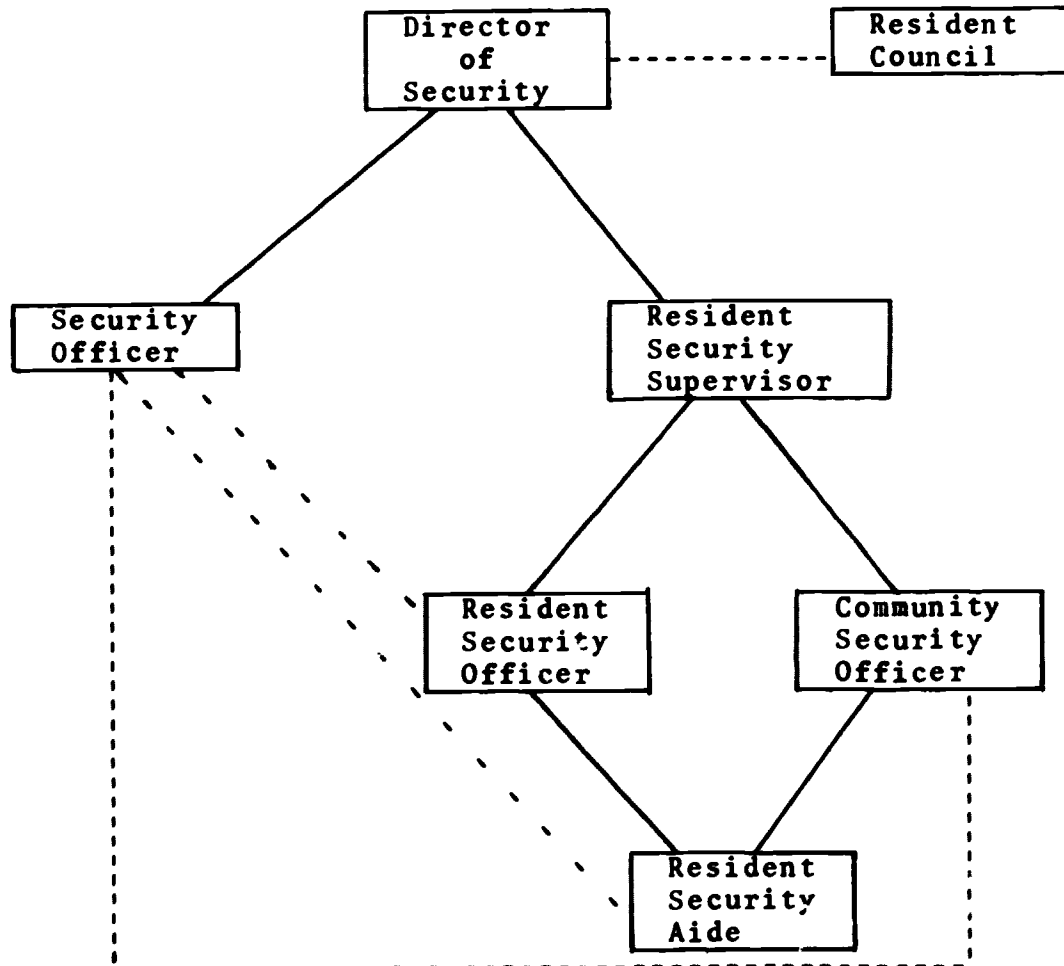 Director
of
Security
Resident
Council
Security
Officer
Resident
Security
Supervisor
Resident
Security
Officer
Community
Security
Officer
Resident
Security
Aide